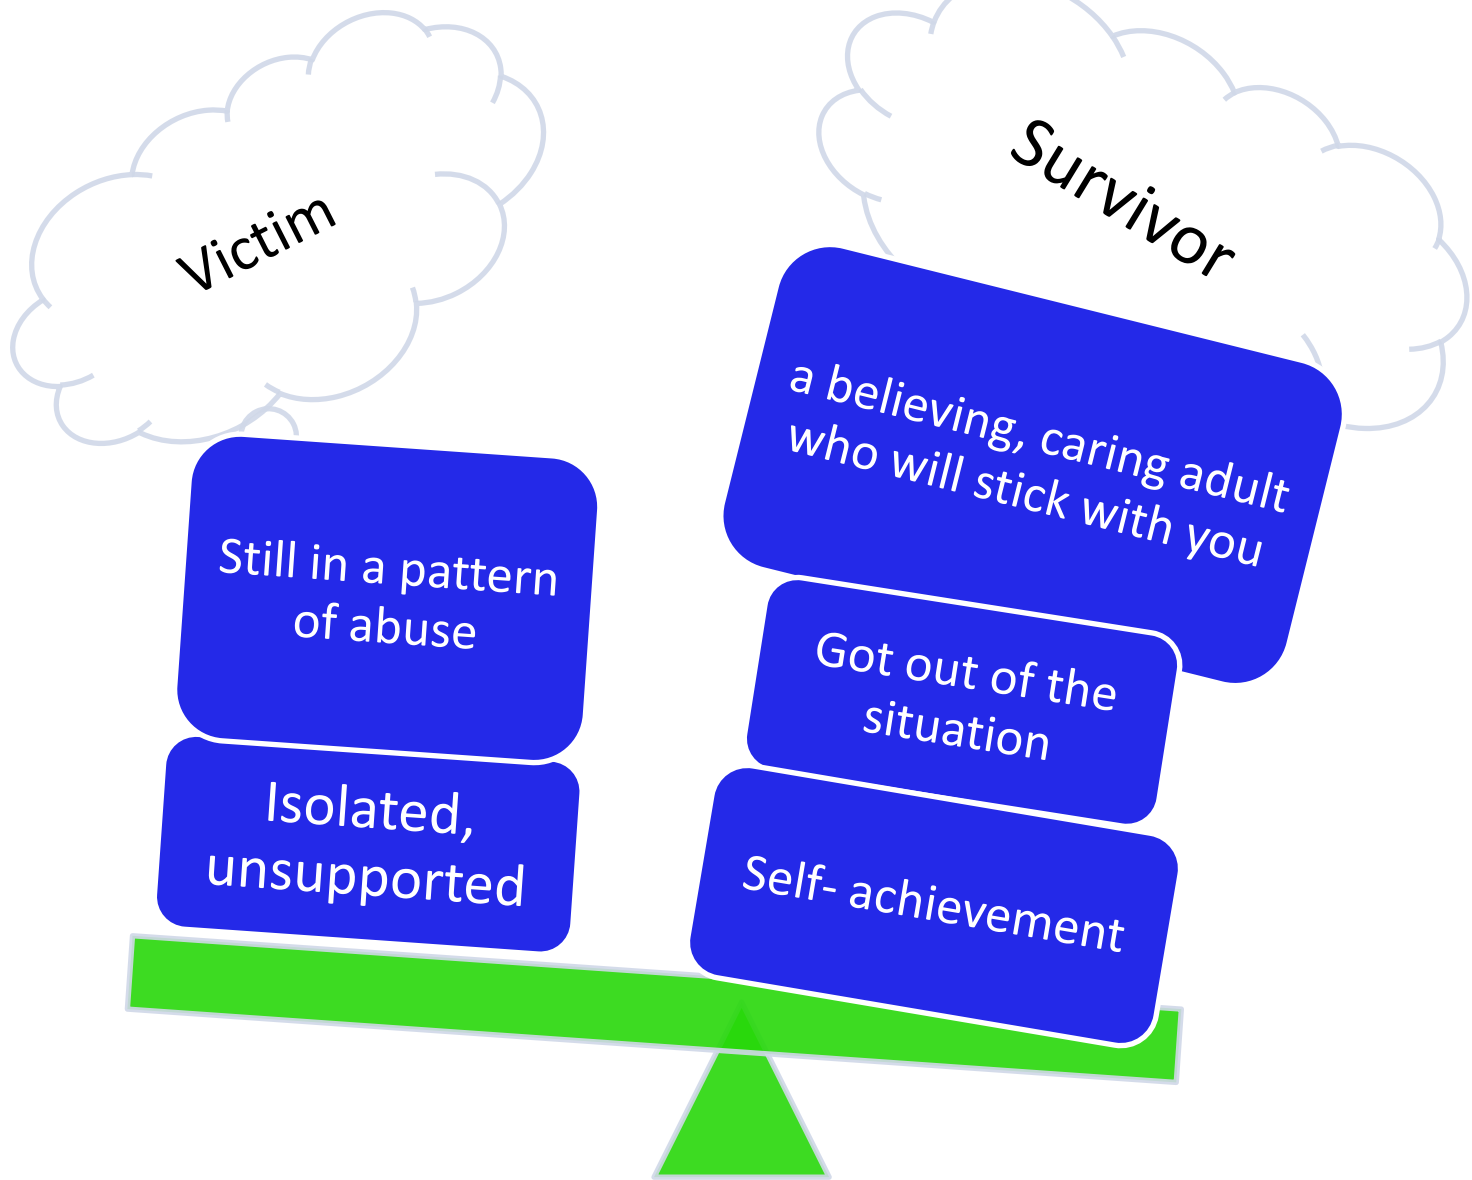 Victim
Still in a pattern
of abuse
Isolated,
unsupported
Survivor
a believing, caring adult
who will stick with you
Got out of the
situation
Self- achievement